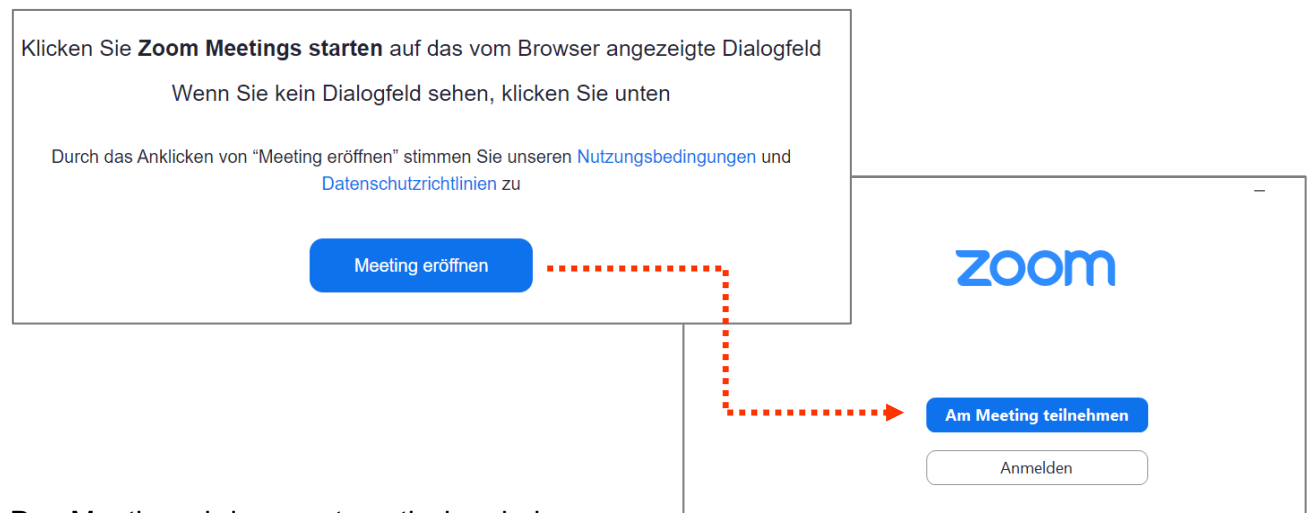 Klicken Sie Zoom Meetings starten auf das vom Browser angezeigte Dialogfeld
Wenn Sie kein Dialogfeld sehen, klicken Sie unten
Durch das Anklicken von “Meeting eröffnen” stimmen Sie unseren Nutzungsbedingungen und
Datenschutzrichtlinien zu
Meeting eröffnen
zoom
Am Meeting teilnehmen
Anmelden